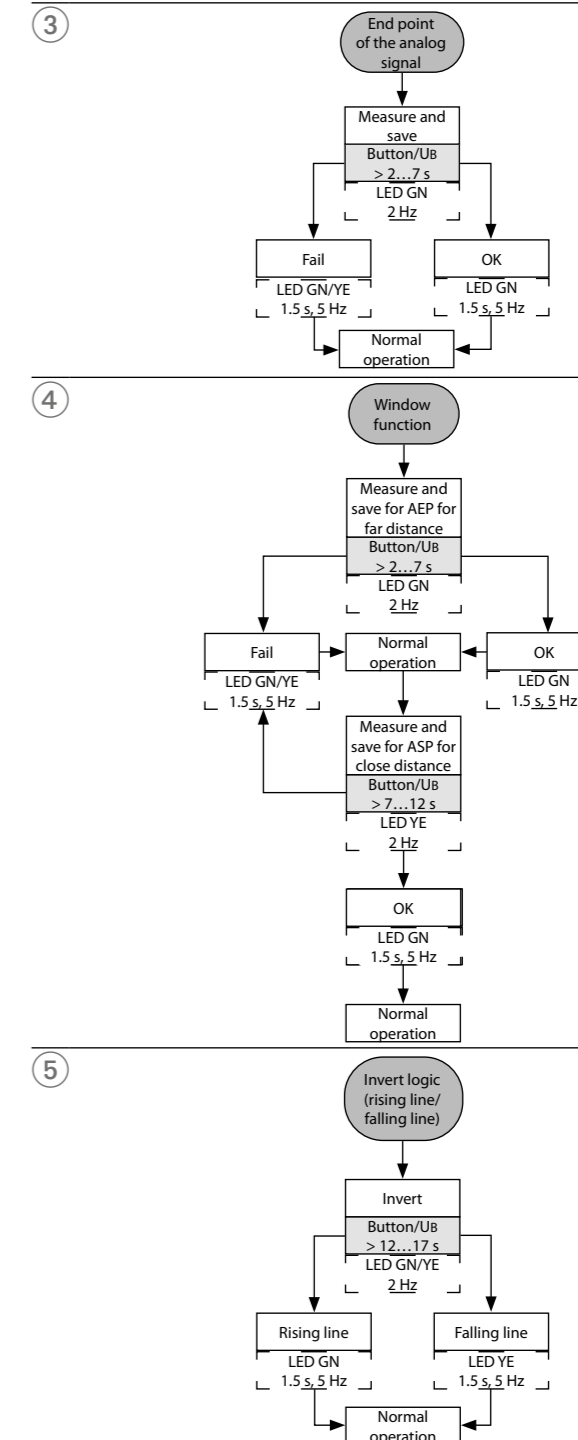 3
End point
of the analog
signal
Measure and
save
Button/UB
> 2…7 s
LED GN
2 Hz
Fail
LED GN/YE
1.5 s, 5 Hz
OK
LED GN
1.5 s, 5 Hz
Normal
operation
4
Window
function
Measure and
save for AEP for
far distance
Button/UB
> 2…7 s
LED GN
2 Hz
Fail
LED GN/YE
1.5 s, 5 Hz
Normal
operation
OK
LED GN
1.5 s, 5 Hz
Measure and
save for ASP for
close distance
Button/UB
> 7…12 s
LED YE
2 Hz
OK
LED GN
1.5 s, 5 Hz
Normal
operation
5
Invert logic
(rising line/
falling line)
Invert
Button/UB
> 12…17 s
LED GN/YE
2 Hz
Rising line
LED GN
1.5 s, 5 Hz
Falling line
LED YE
1.5 s, 5 Hz
Normal
operation